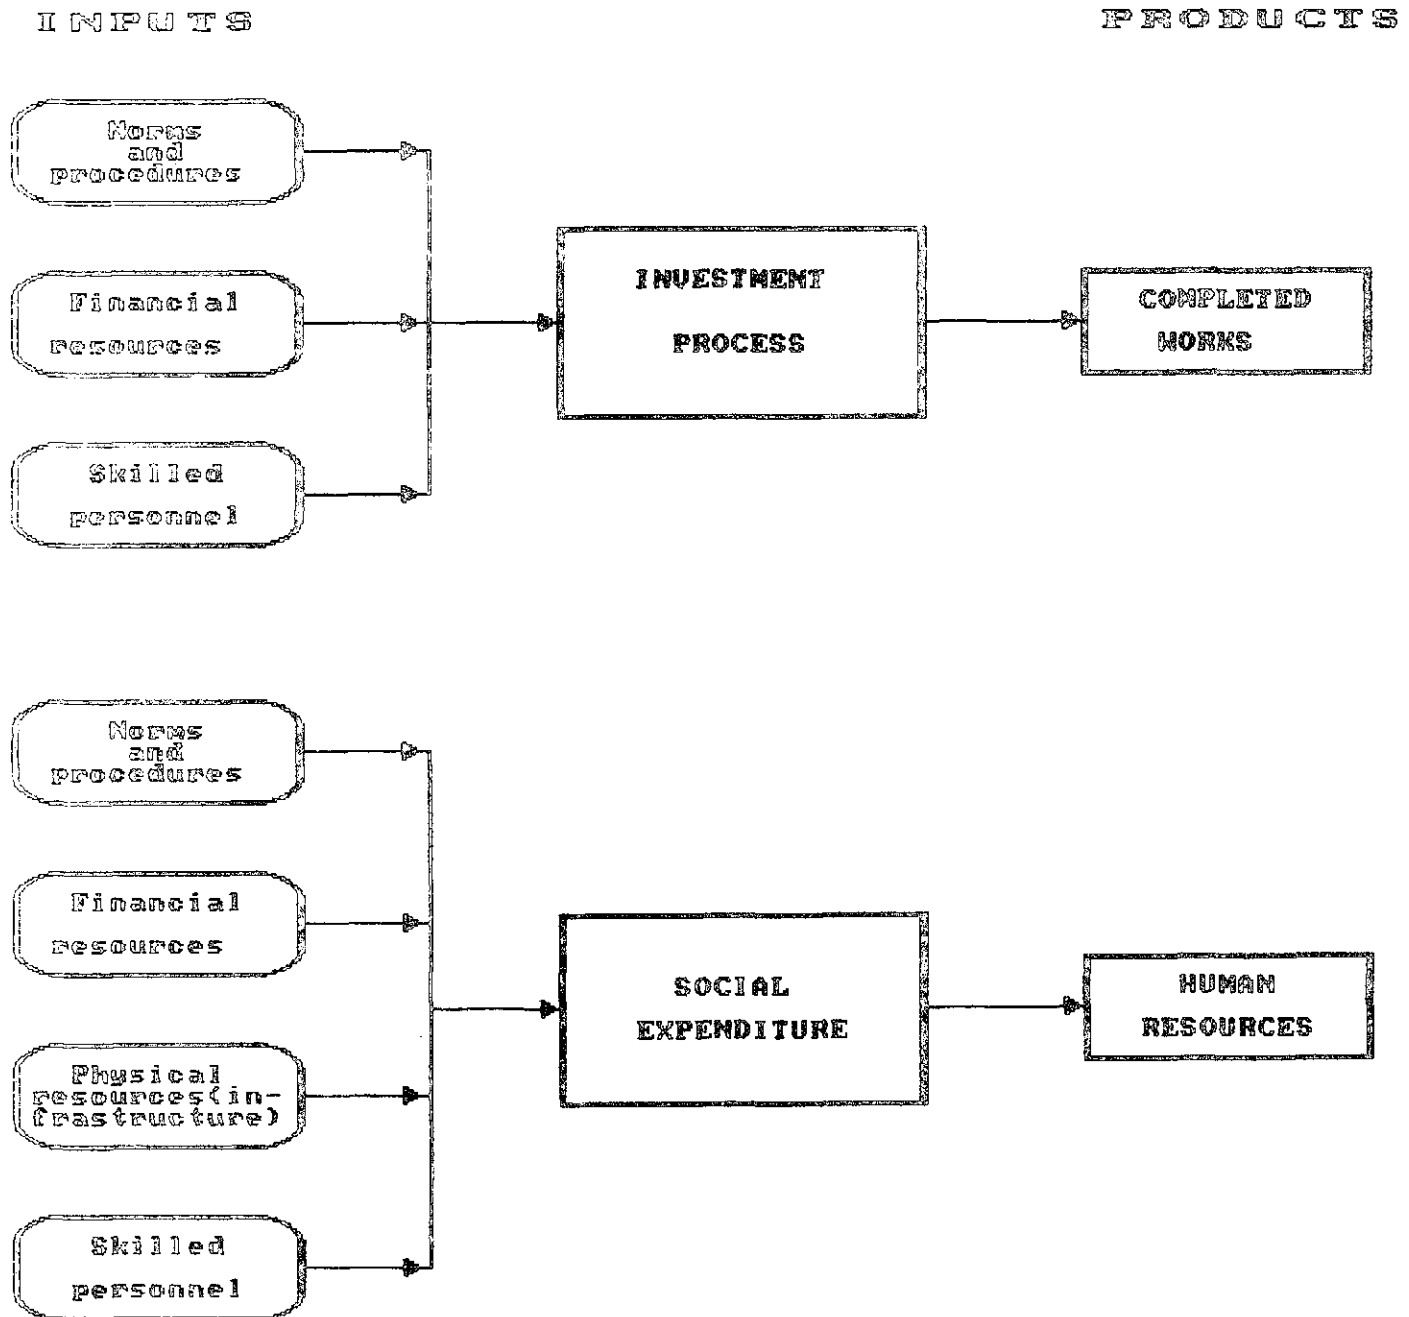 INPUTS
PRODUCTS
Norms
and
procedures
Financial
resources
Skilled
personnel
INVESTMENT
PROCESS
COMPLETED
WORKS
Norms
and
procedures
Financial
resources
Physical
resources(in-
frastructure)
Skilled
personnel
SOCIAL
EXPENDITURE
HUMAN
RESOURCES